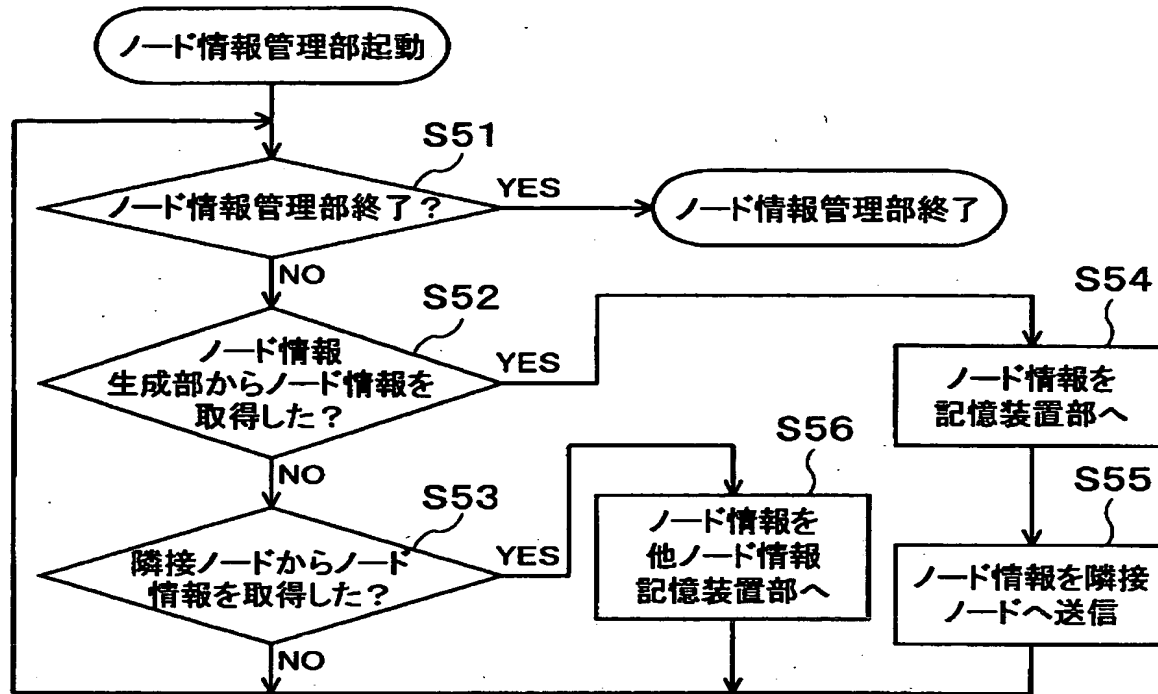 ノード情報管理部起動
S51
ノード情報管理部終了？
YES
ノード情報管理部終了
NO
S52
ノード情報
生成部からノード情報を
取得した？
YES
S54
ノード情報を
記憶装置部へ
NO
S53
隣接ノードからノード
情報を取得した？
YES
S56
ノード情報を
他ノード情報
記憶装置部へ
S55
ノード情報を隣接
ノードへ送信
NO